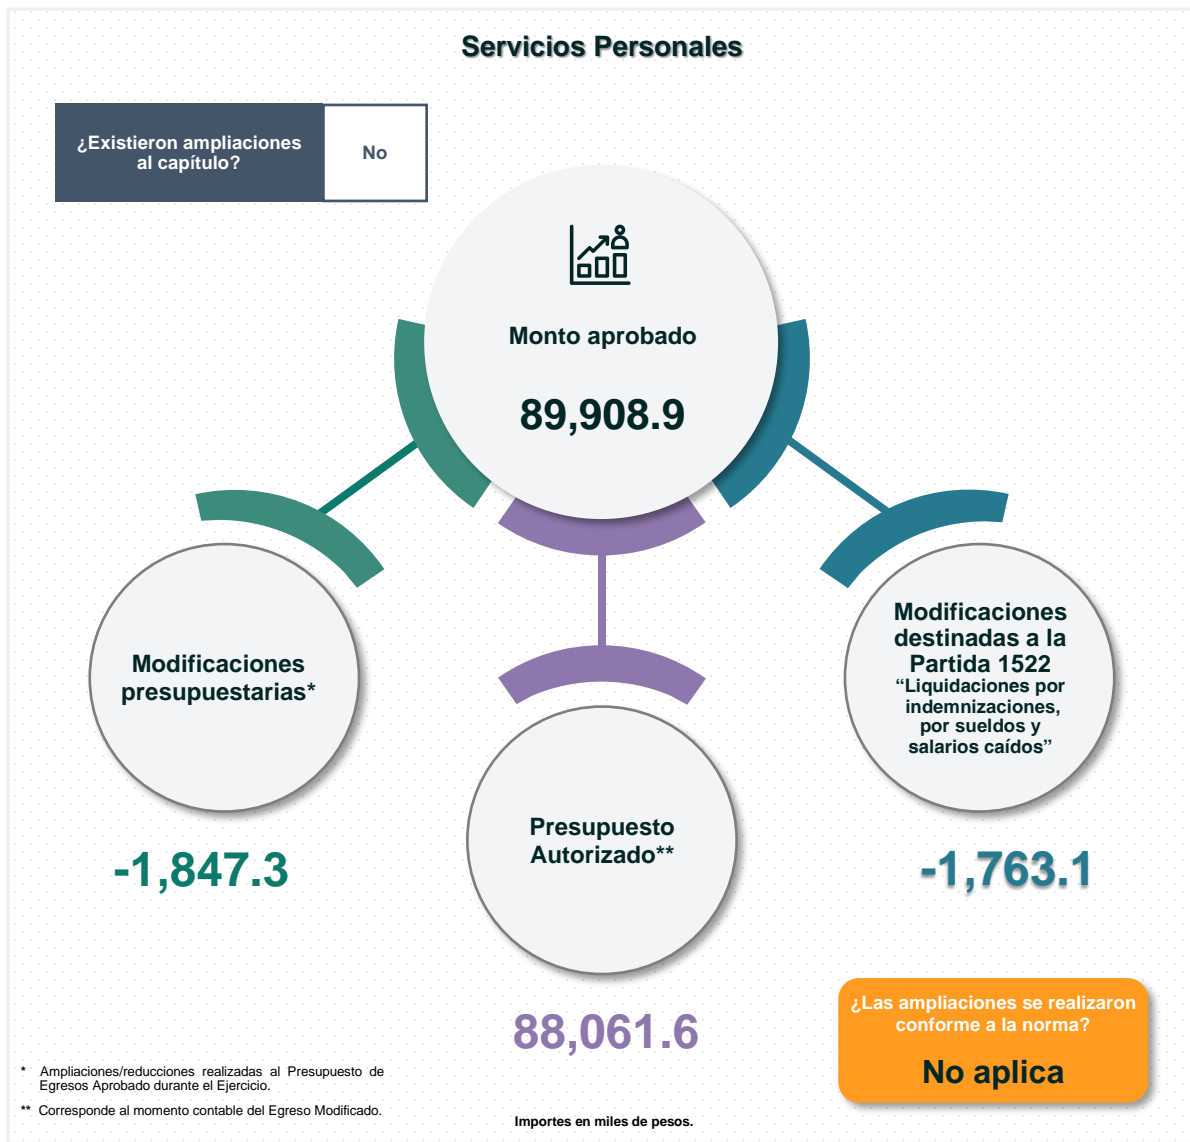 Servicios Personales
¿Existieron ampliaciones
al capítulo?
No
Monto aprobado
89,908.9
Modificaciones
presupuestarias*
-1,847.3
Presupuesto
Autorizado**
88,061.6
Modificaciones
destinadas a la
Partida 1522
“Liquidaciones por
indemnizaciones,
por sueldos y
salarios caídos”
-1,763.1
¿Las ampliaciones se realizaron
conforme a la norma?
No aplica
* Ampliaciones/reducciones realizadas al Presupuesto de
Egresos Aprobado durante el Ejercicio.
** Corresponde al momento contable del Egreso Modificado.
Importes en miles de pesos.